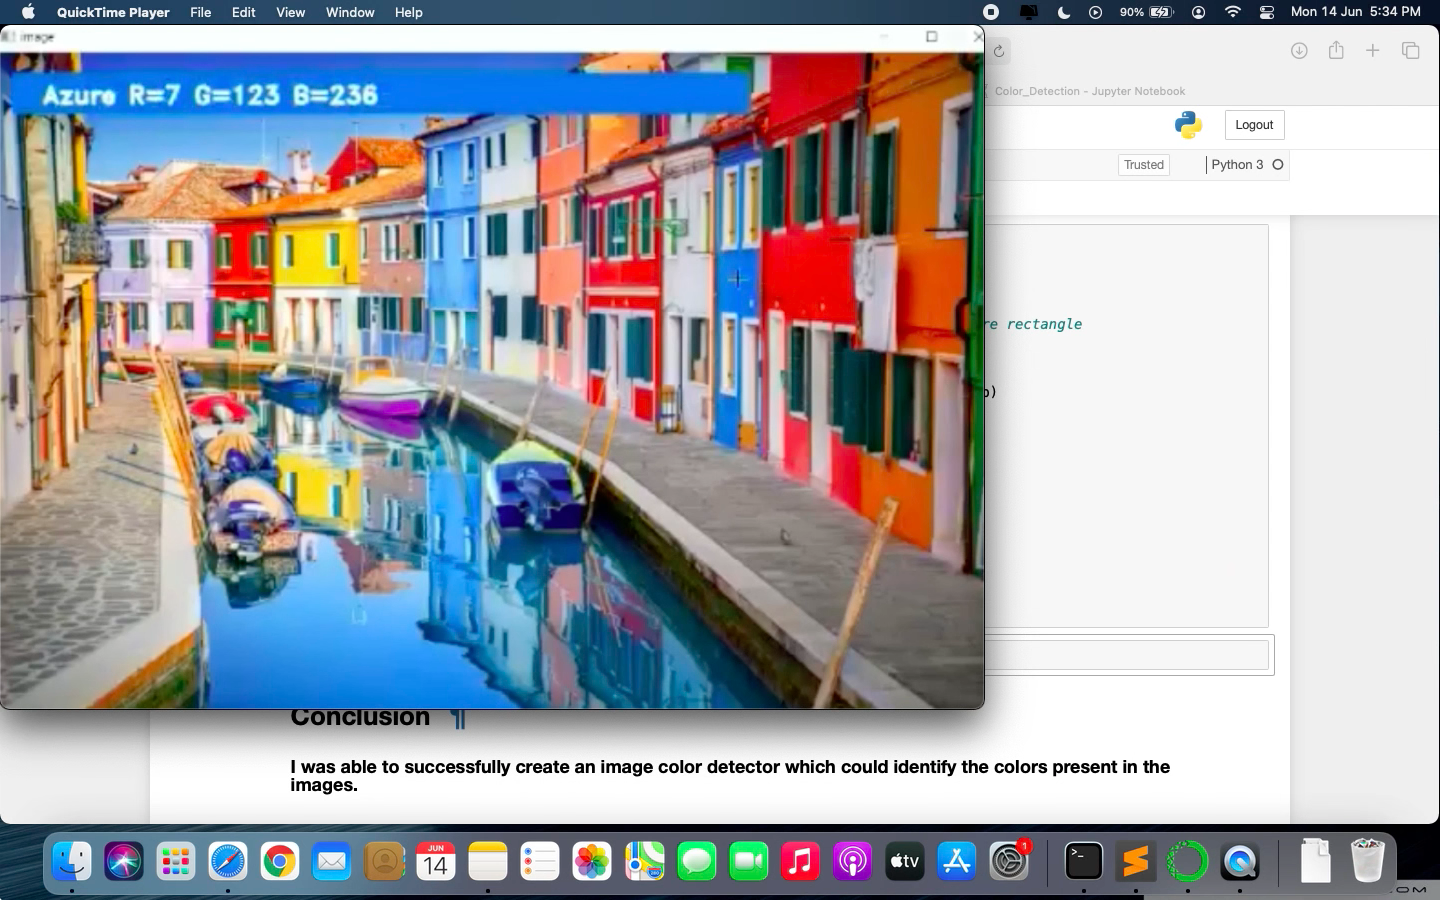 QuickTime Player File Edit View Window Help 90% Mon 14 Jun 5:34 PM
image
Color_Detection - Jupyter Notebook
Azure R=7 G=123 B=236
Logout
Trusted Python 3
re rectangle
b)
Conclusion ¶
I was able to successfully create an image color detector which could identify the colors present in the
images.
JUN
14
tv
1
>_
OM